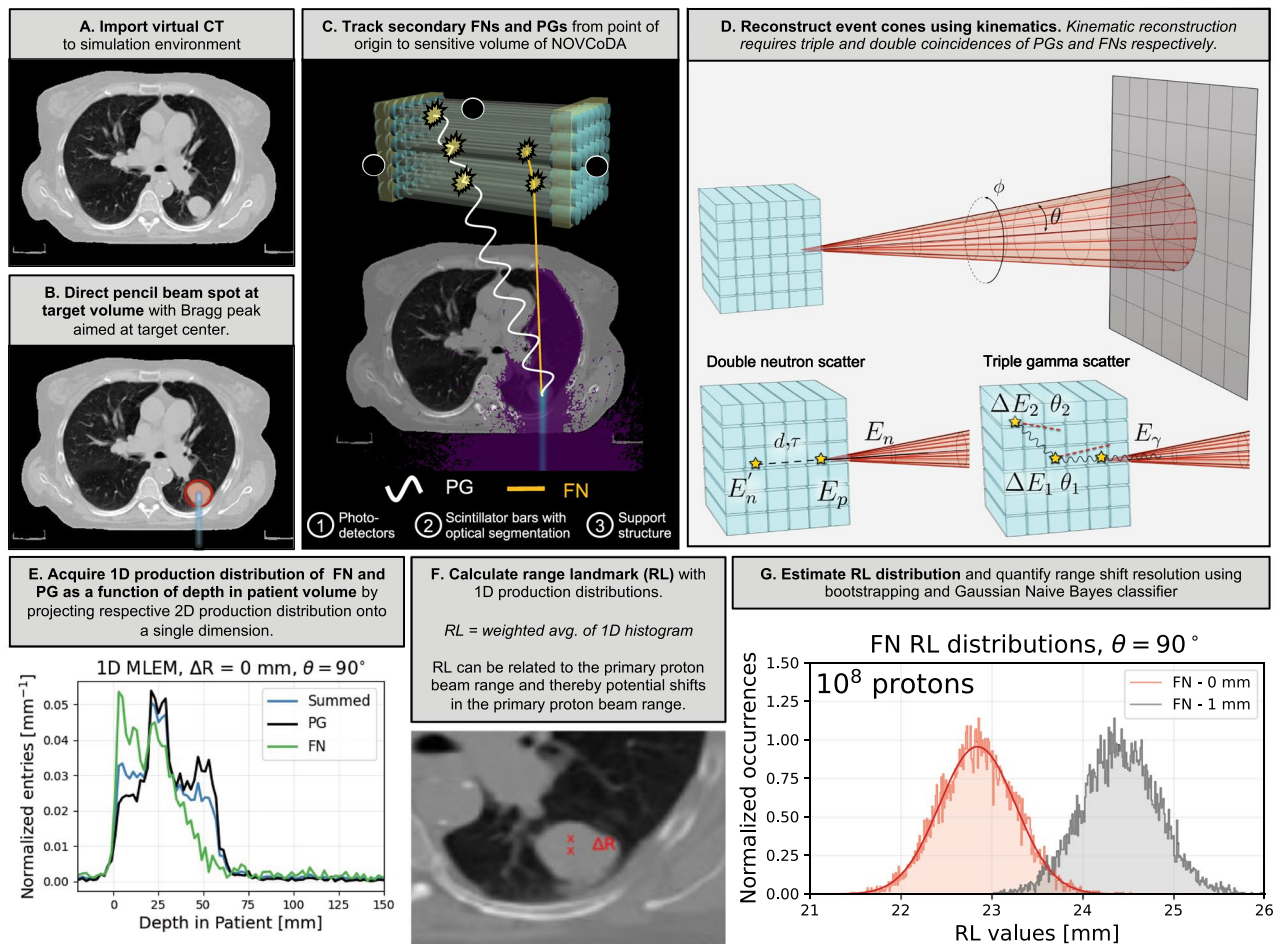 A. Import virtual CT
to simulation environment
B. Direct pencil beam spot at
target volume with Bragg peak
aimed at target center.
C. Track secondary FNs and PGs from point of
origin to sensitive volume of NOVCoDA
PG
FN
1 Photo-
detectors
2 Scintillator bars with
optical segmentation
3 Support
structure
D. Reconstruct event cones using kinematics. Kinematic reconstruction
requires triple and double coincidences of PGs and FNs respectively.
ϕ
θ
Double neutron scatter
d,τ
E_n
E'_n
E_p
Triple gamma scatter
ΔE_2 θ_2
E_γ
ΔE_1 θ_1
E. Acquire 1D production distribution of FN and
PG as a function of depth in patient volume by
projecting respective 2D production distribution onto
a single dimension.
1D MLEM, ΔR = 0 mm, θ = 90°
Normalized entries [mm⁻¹]
0.05
0.04
0.03
0.02
0.01
0.00
Summed
PG
FN
0 25 50 75 100 125 150
Depth in Patient [mm]
F. Calculate range landmark (RL) with
1D production distributions.
RL = weighted avg. of 1D histogram
RL can be related to the primary proton
beam range and thereby potential shifts
in the primary proton beam range.
ΔR
G. Estimate RL distribution and quantify range shift resolution using
bootstrapping and Gaussian Naive Bayes classifier
FN RL distributions, θ = 90°
Normalized occurrences
1.50
1.25
1.00
0.75
0.50
0.25
0.00
10⁸ protons
FN - 0 mm
FN - 1 mm
21 22 23 24 25 26
RL values [mm]